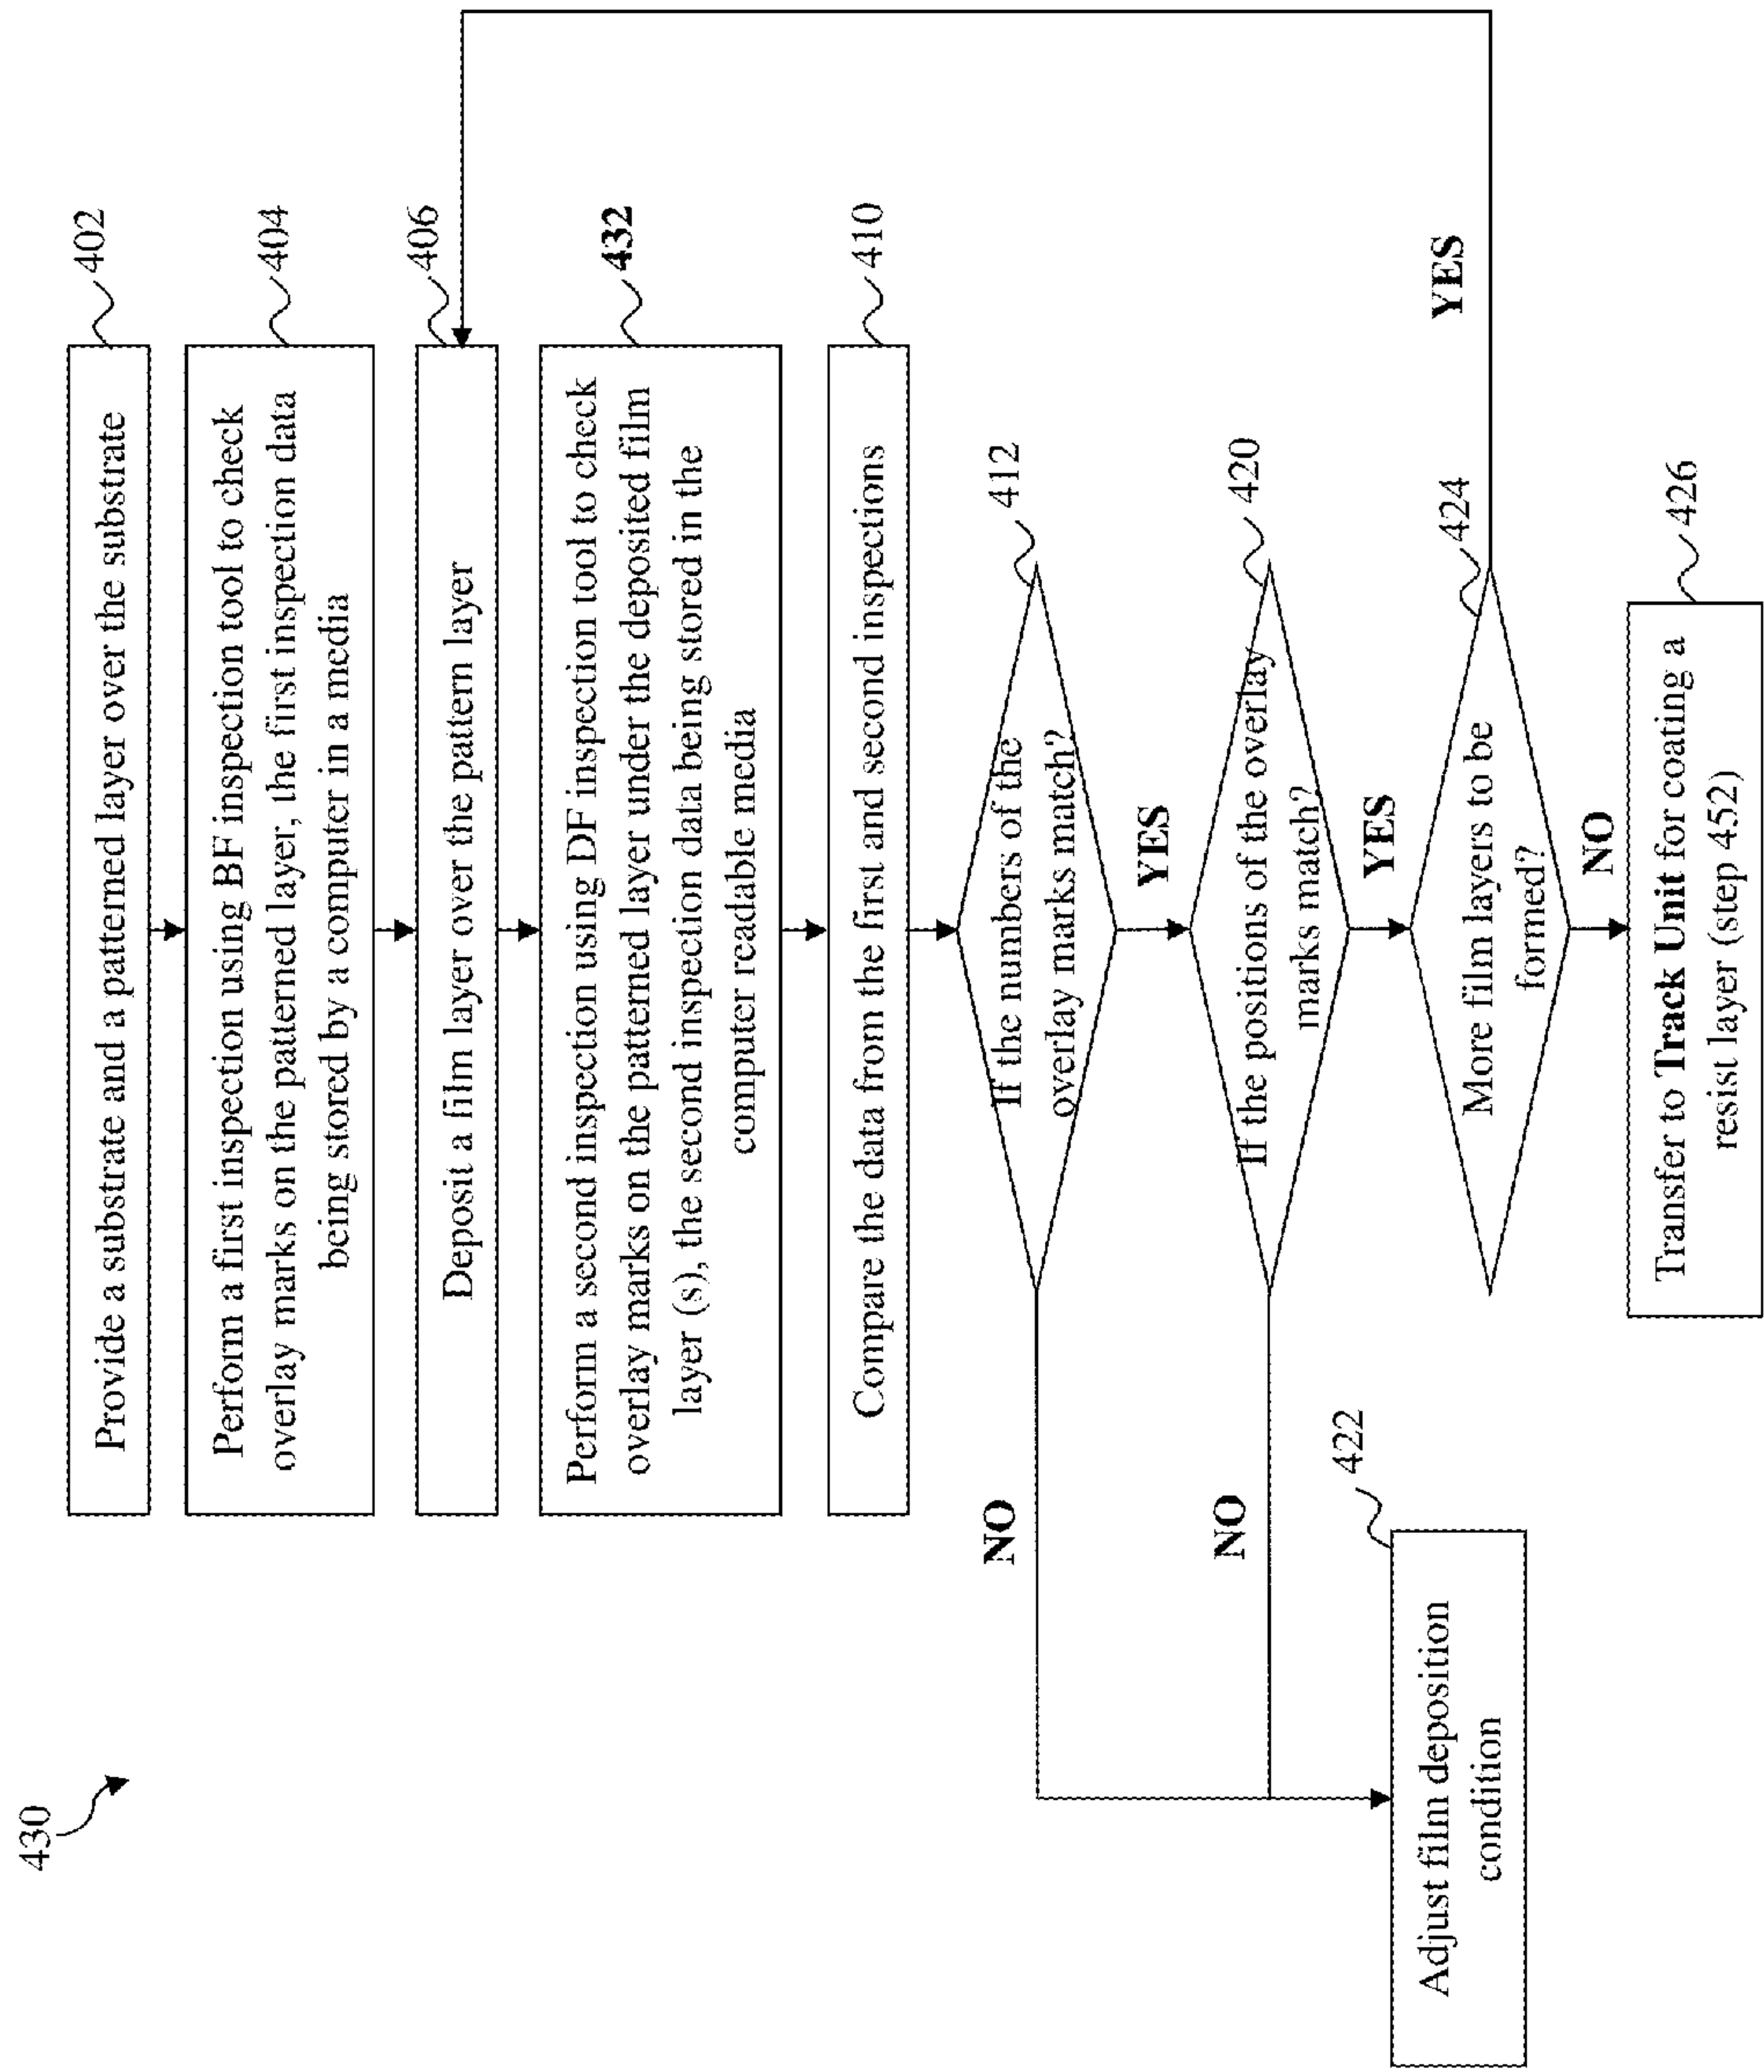 430
Provide a substrate and a patterned layer over the substrate
402
Perform a first inspection using BF inspection tool to check
overlay marks on the patterned layer, the first inspection data
being stored by a computer in a media
404
Deposit a film layer over the pattern layer
406
Perform a second inspection using DF inspection tool to check
overlay marks on the patterned layer under the deposited film
layer (s), the second inspection data being stored in the
computer readable media
432
Compare the data from the first and second inspections
410
If the numbers of the
overlay marks match?
412
NO
YES
If the positions of the overlay
marks match?
420
NO
YES
More film layers to be
formed?
424
YES
NO
Adjust film deposition
condition
422
Transfer to Track Unit for coating a
resist layer (step 452)
426